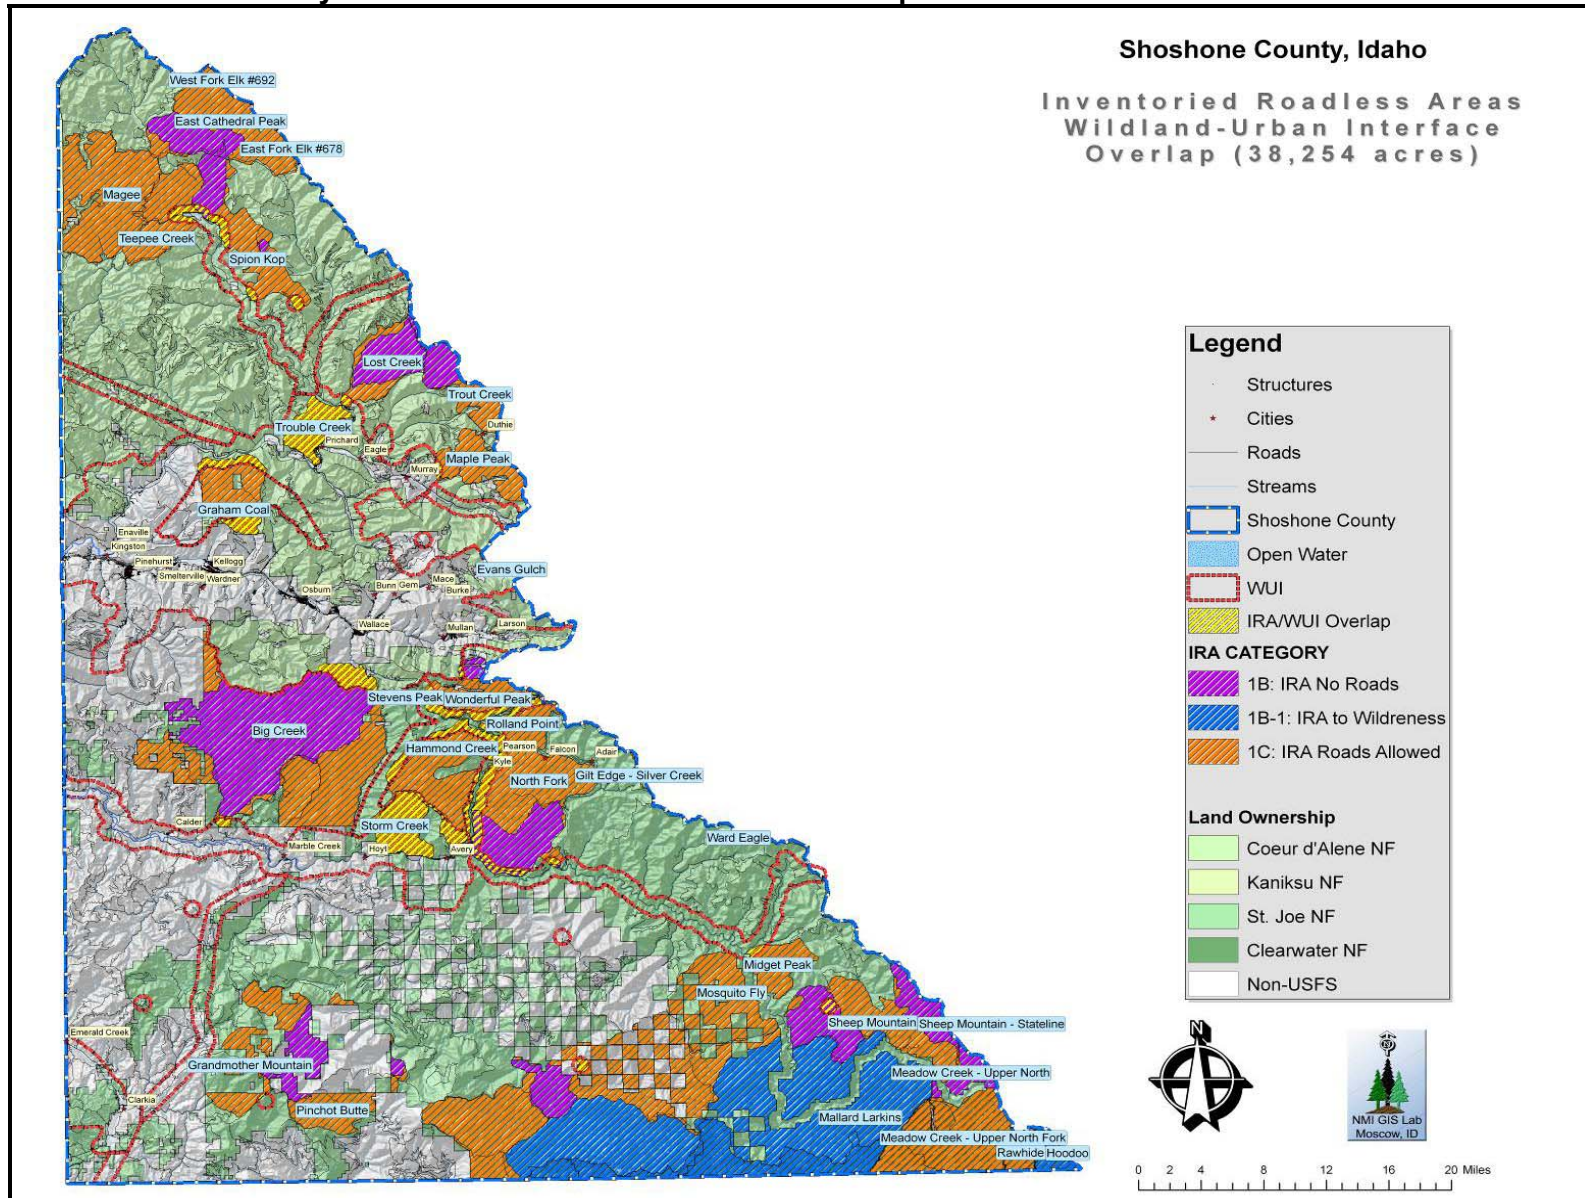 Shoshone County, Idaho
Inventoried Roadless Areas
Wildland-Urban Interface
Overlap (38,254 acres)
West Fork Elk #692
East Cathedral Peak
East Fork Elk #678
Magee
Teepee Creek
Spion Kop
Lost Creek
Trout Creek
Duthie
Trouble Creek
Prichard
Eagle
Maple Peak
Murray
Graham Coal
Enaville
Kingston
Pinehurst
Kellogg
Smelterville
Wardner
Evans Gulch
Osburn
Bunn
Gem
Mace
Burke
Wallace
Mullan
Larson
Stevens Peak
Wonderful Peak
Big Creek
Rolland Point
Hammond Creek
Pearson
Falcon
Adair
Kyle
North Fork
Gilt Edge - Silver Creek
Calder
Storm Creek
Ward Eagle
Marble Creek
Hoyt
Avery
Midget Peak
Mosquito Fly
Sheep Mountain
Sheep Mountain - Stateline
Emerald Creek
Grandmother Mountain
Meadow Creek - Upper North
Clarkia
Pinchot Butte
Mallard Larkins
Meadow Creek - Upper North Fork
Rawhide
Hoodoo
Legend
Structures
Cities
Roads
Streams
Shoshone County
Open Water
WUI
IRA/WUI Overlap
IRA CATEGORY
1B: IRA No Roads
1B-1: IRA to Wildreness
1C: IRA Roads Allowed
Land Ownership
Coeur d'Alene NF
Kaniksu NF
St. Joe NF
Clearwater NF
Non-USFS
N
NMI GIS Lab
Moscow, ID
0 2 4 8 12 16 20 Miles